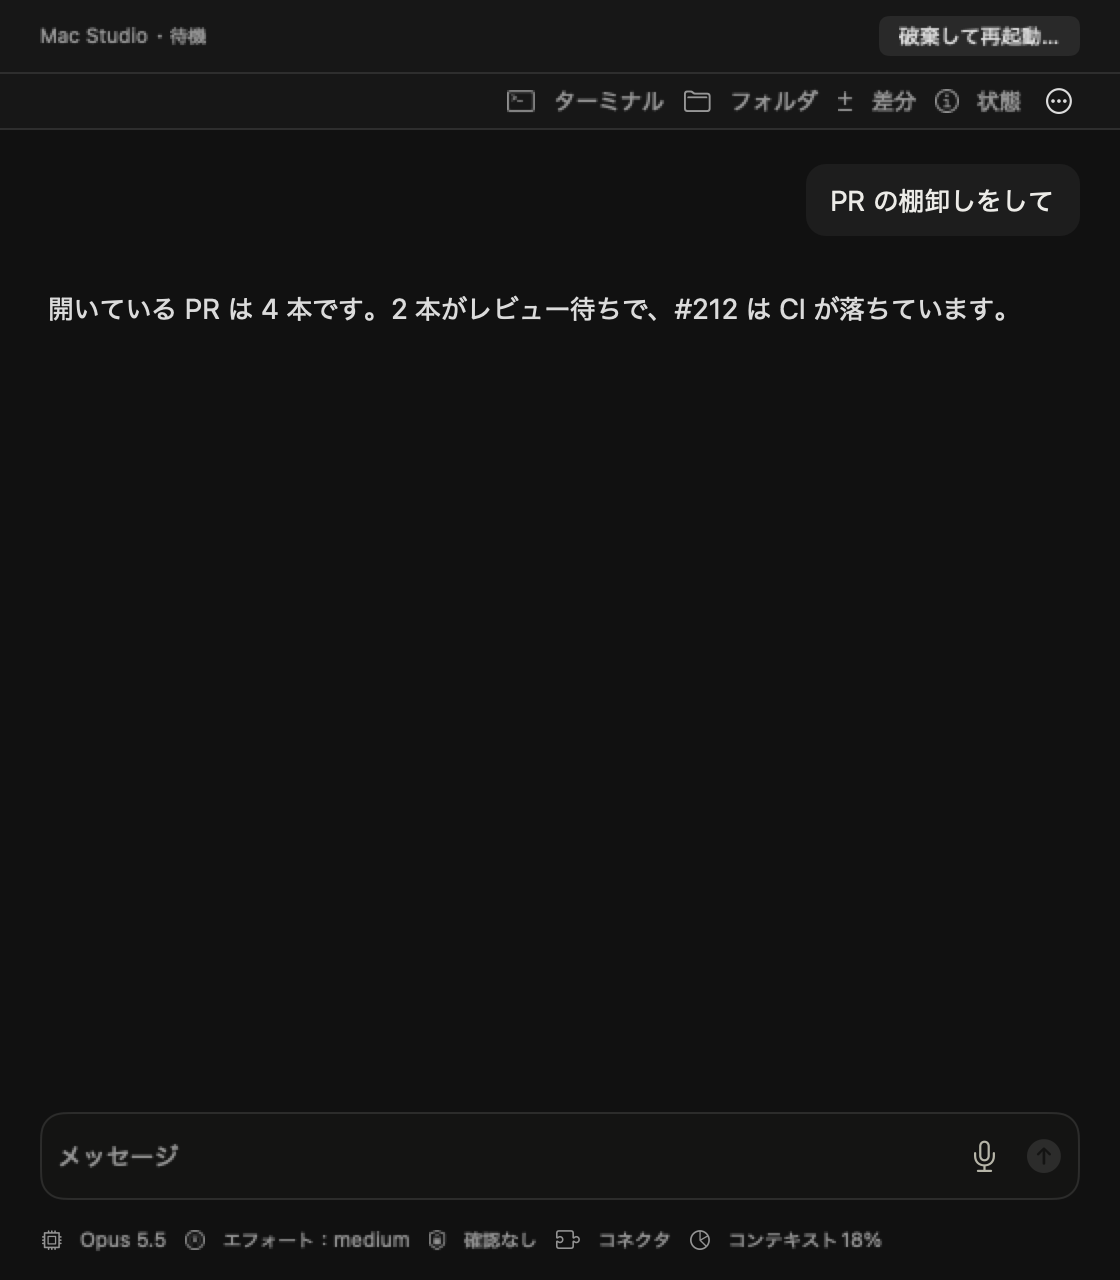 Mac Studio · 待機
破棄して再起動…
ターミナル フォルダ 差分 状態
PR の棚卸しをして
開いている PR は 4 本です。2 本がレビュー待ちで、#212 は CI が落ちています。
メッセージ
Opus 5.5 エフォート：medium 確認なし コネクタ コンテキスト 18%